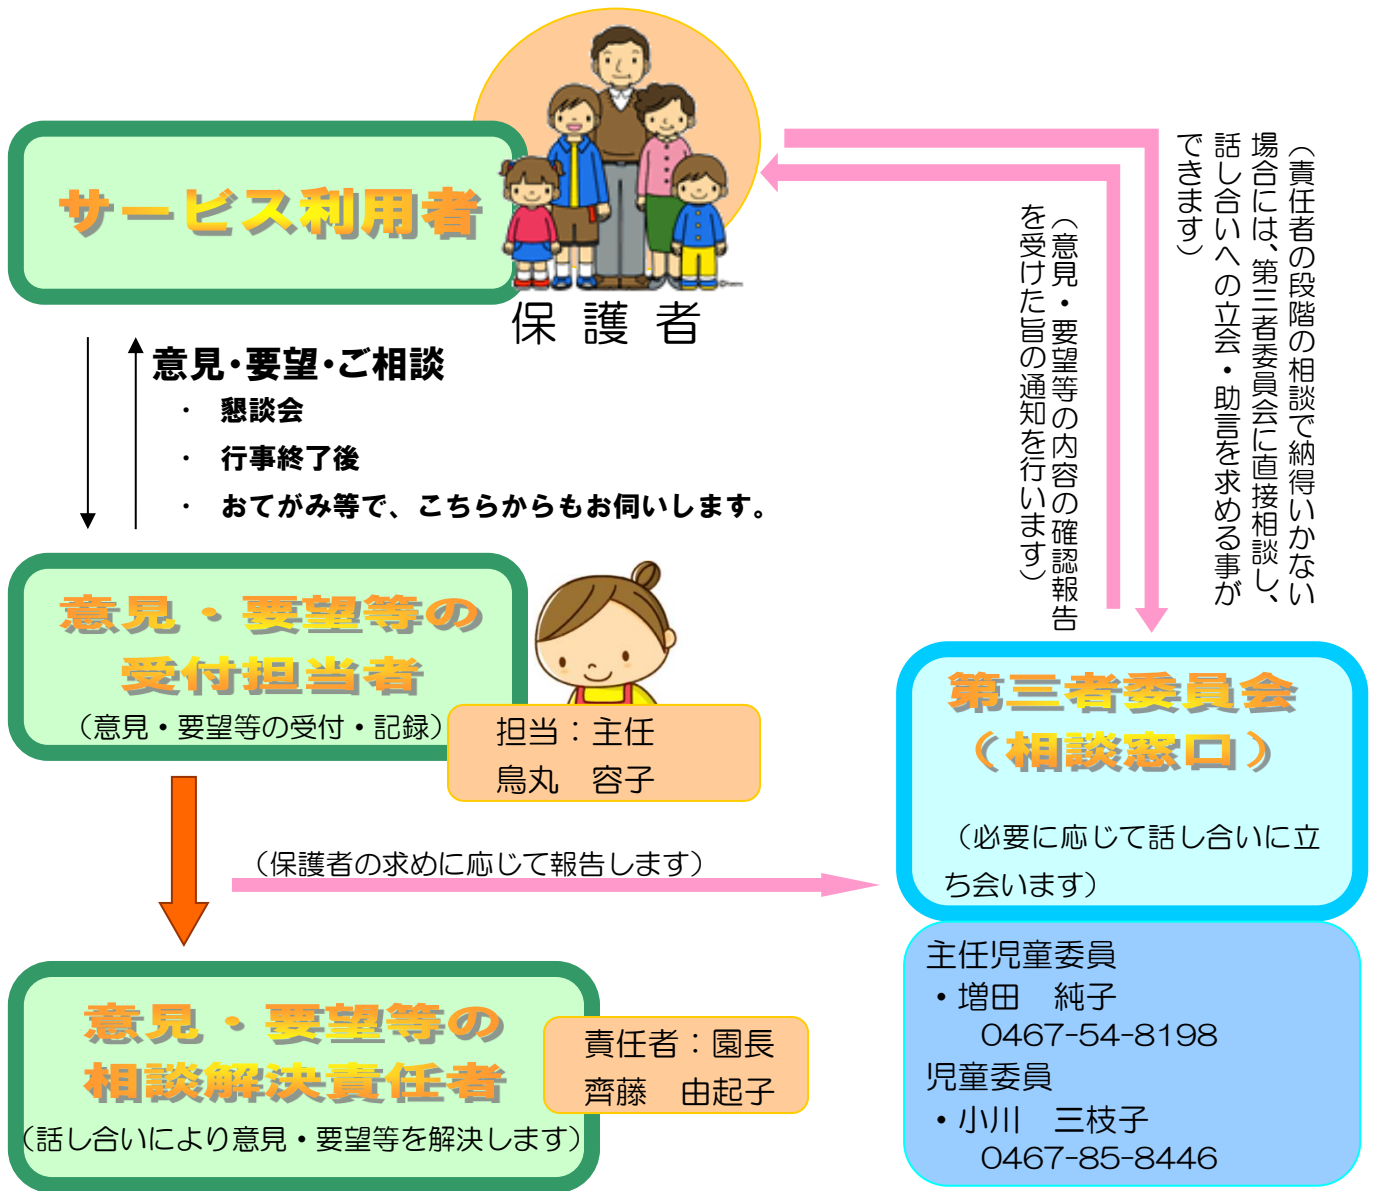 サービス利用者
保護者
意見・要望・ご相談
・ 懇談会
・ 行事終了後
・ おてがみ等で、こちらからもお伺いします。
(責任者の段階の相談で納得いかない
場合には、第三者委員会に直接相談し、
話し合いへの立会・助言を求める事が
できます)
(意見・要望等の内容の確認報告
を受けた旨の通知を行います)
意見・要望等の
受付担当者
(意見・要望等の受付・記録)
担当：主任
鳥丸　容子
(保護者の求めに応じて報告します)
第三者委員会
(相談窓口)
(必要に応じて話し合いに立
ち会います)
主任児童委員
・増田　純子
0467-54-8198
児童委員
・小川　三枝子
0467-85-8446
意見・要望等の
相談解決責任者
(話し合いにより意見・要望等を解決します)
責任者：園長
齊藤　由起子